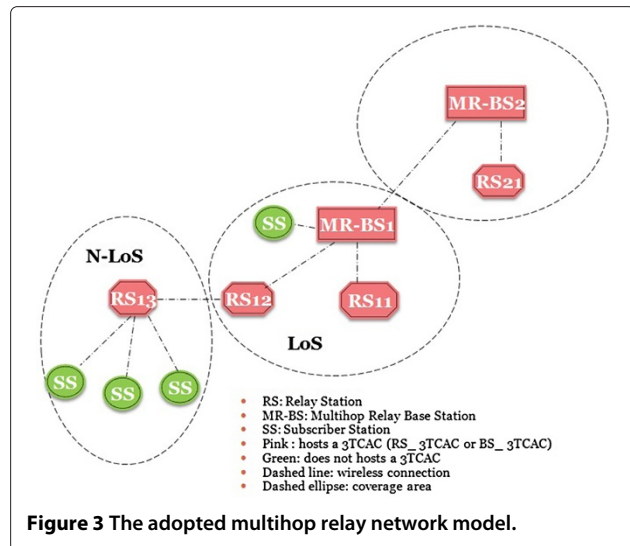 MR-BS2
RS21
SS
MR-BS1
N-LoS
RS13
RS12
RS11
LoS
SS
SS
SS
• RS: Relay Station
• MR-BS: Multihop Relay Base Station
• SS: Subscriber Station
• Pink : hosts a 3TCAC (RS_ 3TCAC or BS_ 3TCAC)
• Green: does not hosts a 3TCAC
• Dashed line: wireless connection
• Dashed ellipse: coverage area
Figure 3 The adopted multihop relay network model.